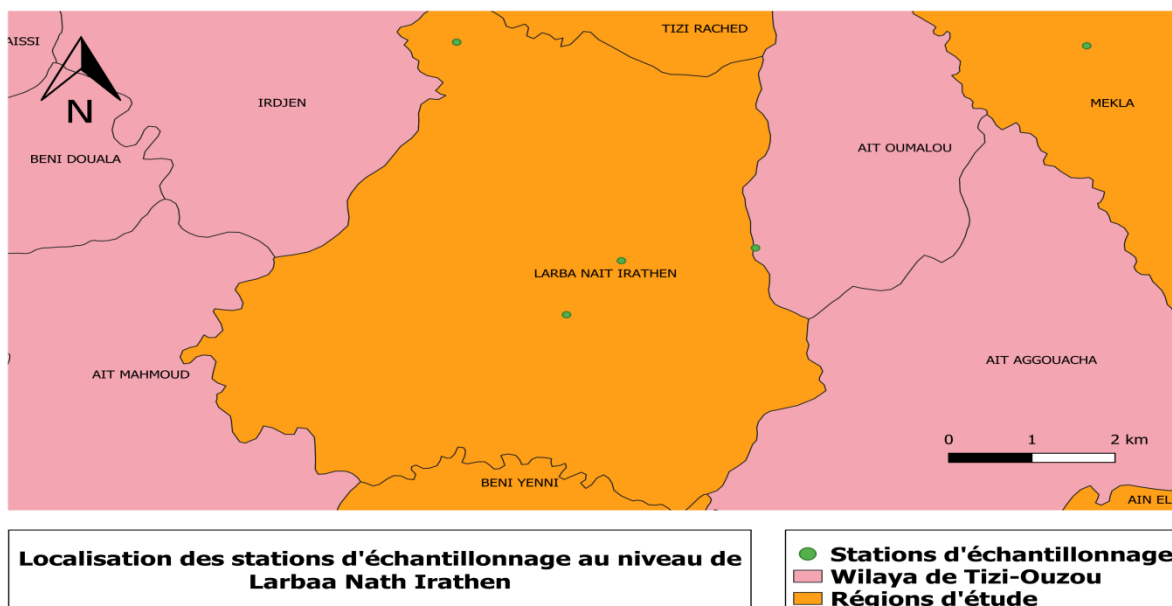 TIZI RACHED
AISSI
IRDJEN
MEKLA
N
AIT OUMALOU
BENI DOUALA
LARBA NAIT IRATHEN
AIT AGGOUACHA
AIT MAHMOUD
0 1 2 km
BENI YENNI
AIN EL
Localisation des stations d'échantillonnage au niveau de
Larbaa Nath Irathen
Stations d'échantillonnage
Wilaya de Tizi-Ouzou
Régions d'étude